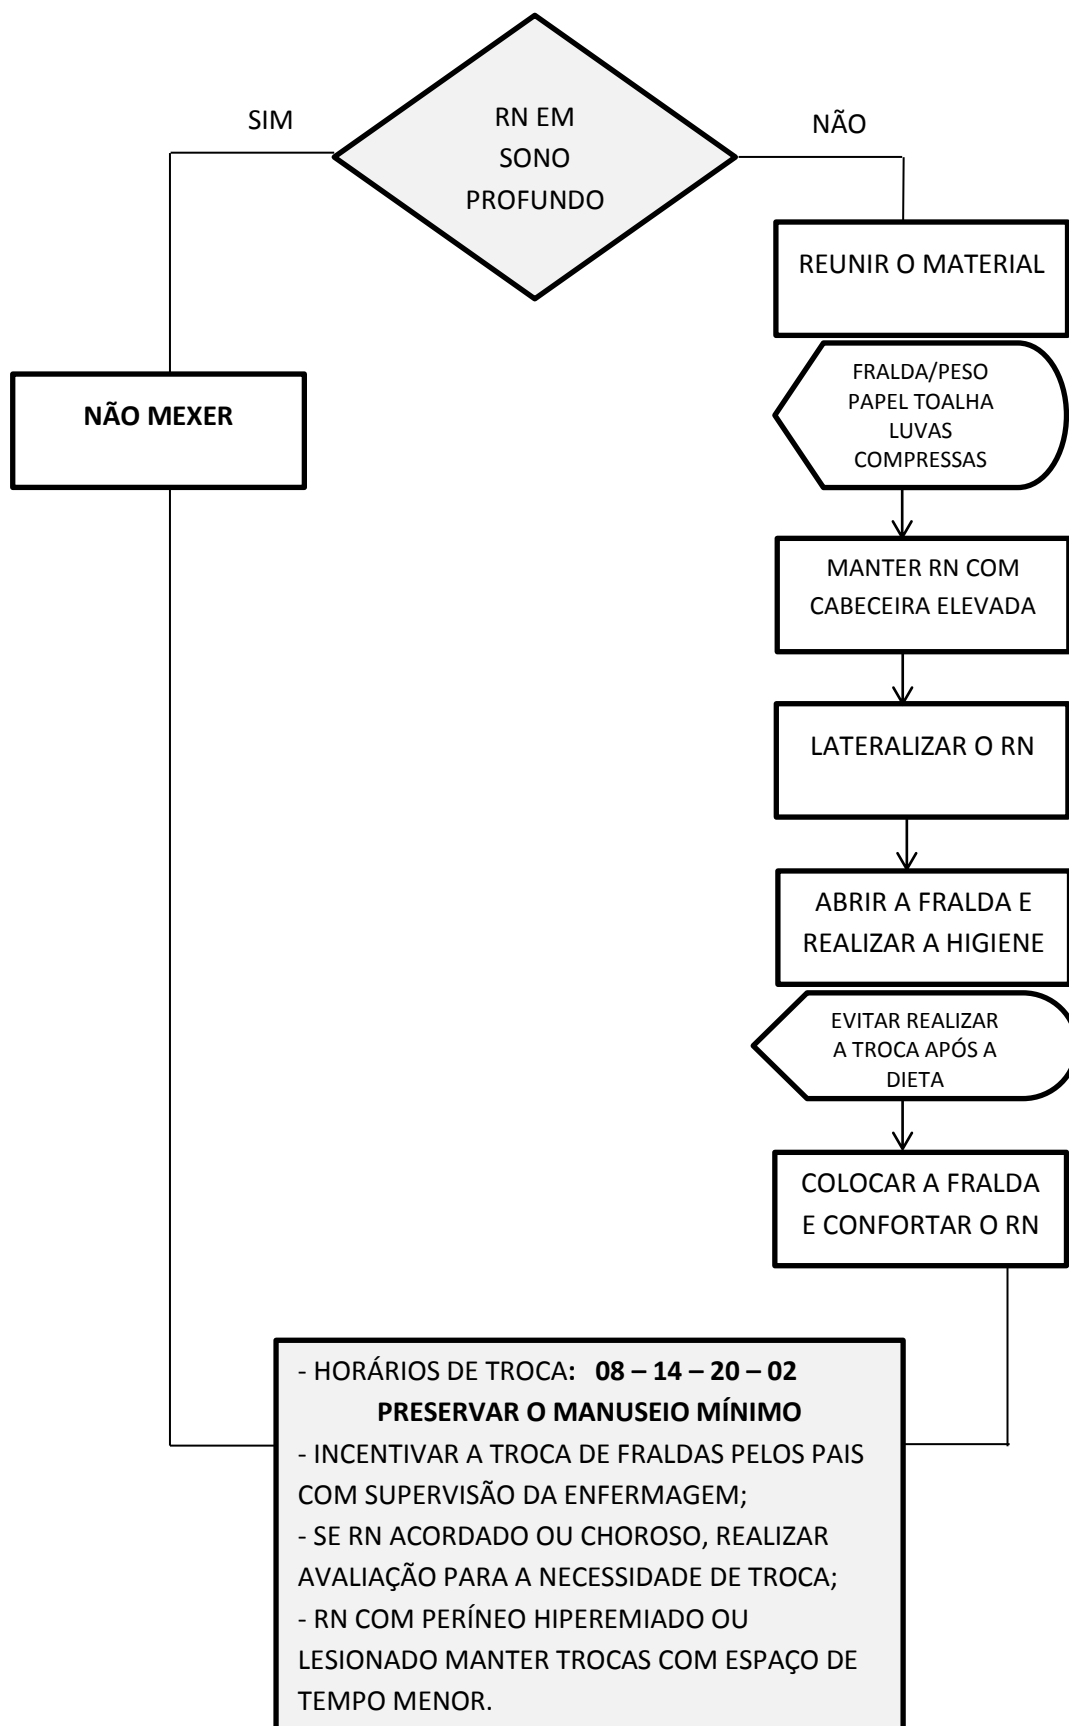 RN EM
SONO
PROFUNDO
SIM
NÃO
REUNIR O MATERIAL
FRALDA/PESO
PAPEL TOALHA
LUVAS
COMPRESSAS
NÃO MEXER
MANTER RN COM
CABECEIRA ELEVADA
LATERALIZAR O RN
ABRIR A FRALDA E
REALIZAR A HIGIENE
EVITAR REALIZAR
A TROCA APÓS A
DIETA
COLOCAR A FRALDA
E CONFORTAR O RN
- HORÁRIOS DE TROCA: 08 – 14 – 20 – 02
PRESERVAR O MANUSEIO MÍNIMO
- INCENTIVAR A TROCA DE FRALDAS PELOS PAIS
COM SUPERVISÃO DA ENFERMAGEM;
- SE RN ACORDADO OU CHOROSO, REALIZAR
AVALIAÇÃO PARA A NECESSIDADE DE TROCA;
- RN COM PERÍNEO HIPEREMIADO OU
LESIONADO MANTER TROCAS COM ESPAÇO DE
TEMPO MENOR.